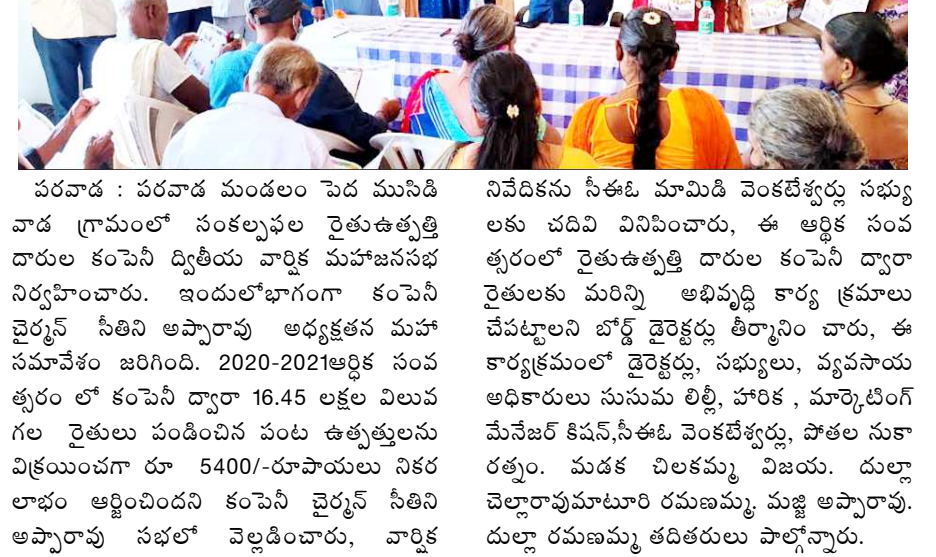 పరవాడ : పరవాడ మండలం పెద ముసిడి
వాడ గ్రామంలో సంకల్పఫల రైతుఉత్పత్తి
దారుల కంపెనీ ద్వితీయ వార్షిక మహాజనసభ
నిర్వహించారు. ఇందులోభాగంగా కంపెనీ
చైర్మన్ సీతిని అప్పారావు అధ్యక్షతన మహా
సమావేశం జరిగింది. 2020-2021ఆర్ధిక సంవ
త్సరం లో కంపెనీ ద్వారా 16.45 లక్షల విలువ
గల రైతులు పండించిన పంట ఉత్పత్తులను
విక్రయించగా రూ 5400/-రూపాయలు నికర
లాభం ఆర్జించిందని కంపెనీ చైర్మన్ సీతిని
అప్పారావు సభలో వెల్లడించారు, వార్షిక
నివేదికను సీఈఓ మామిడి వెంకటేశ్వర్లు సభ్యు
లకు చదివి వినిపించారు, ఈ ఆర్థిక సంవ
త్సరంలో రైతుఉత్పత్తి దారుల కంపెనీ ద్వారా
రైతులకు మరిన్ని అభివృద్ధి కార్య క్రమాలు
చేపట్టాలని బోర్డ్ డైరెక్టర్లు తీర్మానిం చారు, ఈ
కార్యక్రమంలో డైరెక్టర్లు, సభ్యులు, వ్యవసాయ
అధికారులు సుసుమ లిల్లీ, హారిక , మార్కెటింగ్
మేనేజర్ కిషన్,సీఈఓ వెంకటేశ్వర్లు, పోతల నుకా
రత్నం. మడక చిలకమ్మ విజయ. దుల్లా
చెల్లారావుమాటూరి రమణమ్మ. మజ్జి అప్పారావు.
దుల్లా రమణమ్మ తదితరులు పాల్గోన్నారు.